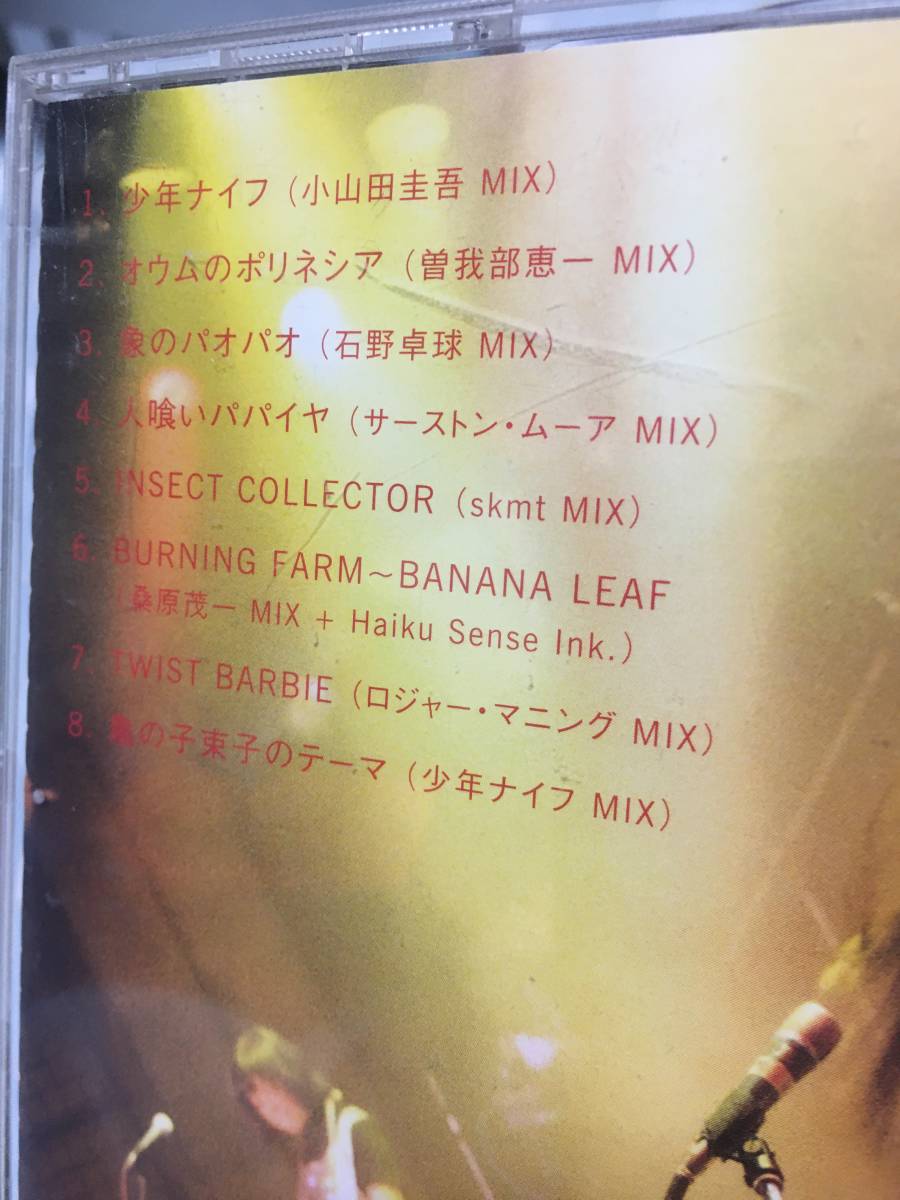 1. 少年ナイフ (小山田圭吾 MIX)
2. オウムのポリネシア (曽我部恵一 MIX)
3. 象のパオパオ (石野卓球 MIX)
4. 人喰いパパイヤ (サーストン・ムーア MIX)
5. INSECT COLLECTOR (skmt MIX)
6. BURNING FARM~BANANA LEAF
(桑原茂一 MIX + Haiku Sense Ink.)
7. TWIST BARBIE (ロジャー・マニング MIX)
8. 亀の子束子のテーマ (少年ナイフ MIX)